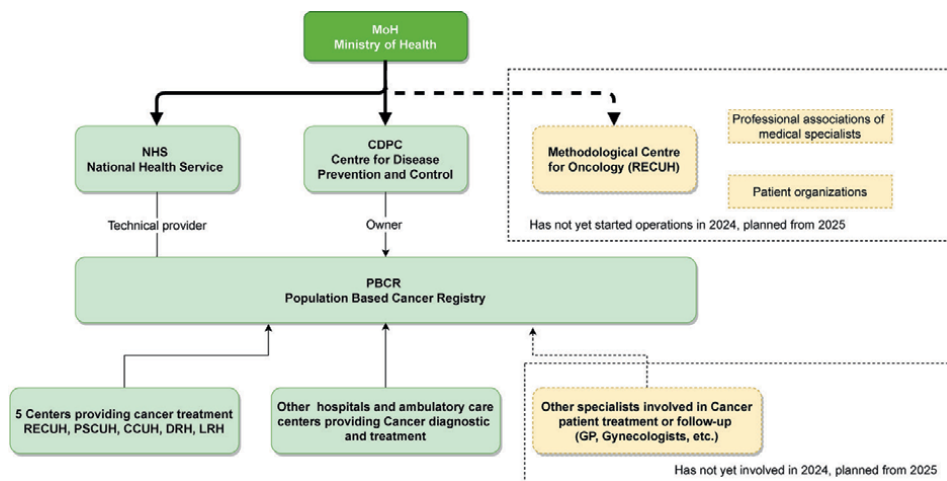 MoH
Ministry of Health
NHS
National Health Service
CDPC
Centre for Disease
Prevention and Control
Methodological Centre
for Oncology (RECUH)
Professional associations of
medical specialists
Patient organizations
Has not yet started operations in 2024, planned from 2025
Technical provider
Owner
PBCR
Population Based Cancer Registry
5 Centers providing cancer treatment
RECUH, PSCUH, CCUH, DRH, LRH
Other hospitals and ambulatory care
centers providing Cancer diagnostic
and treatment
Other specialists involved in Cancer
patient treatment or follow-up
(GP, Gynecologists, etc.)
Has not yet involved in 2024, planned from 2025